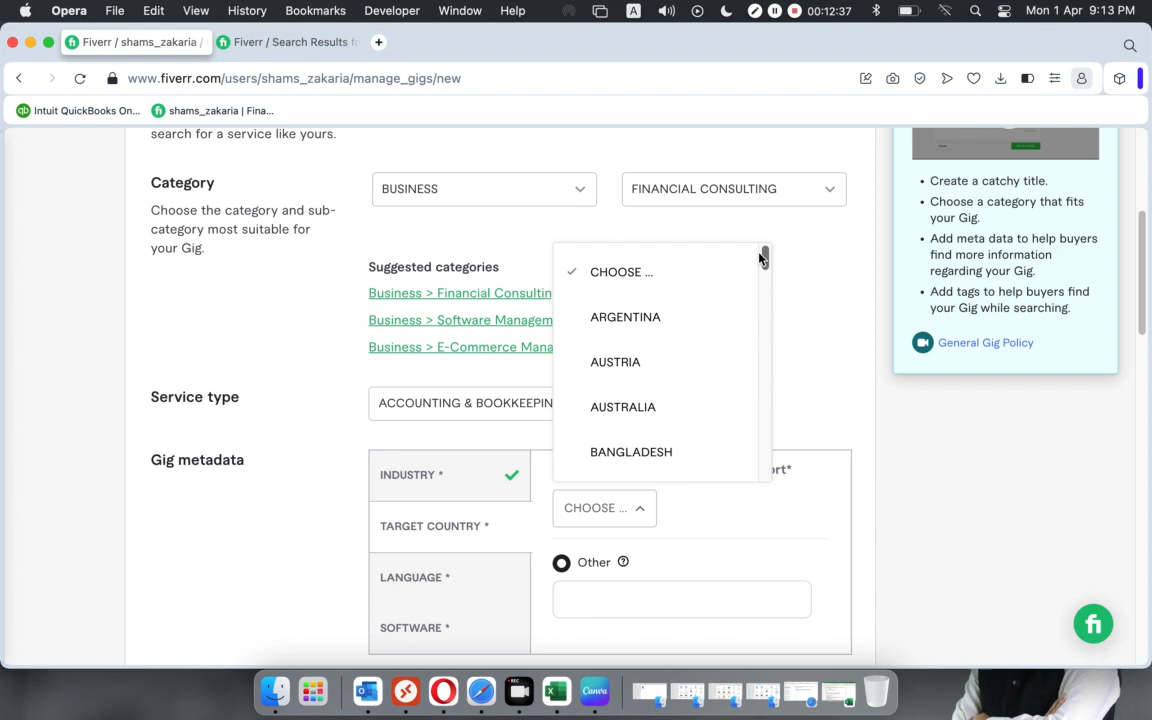 Opera File Edit View History Bookmarks Developer Window Help A 00:12:37 Mon 1 Apr 9:13 PM
Fiverr / shams_zakaria / Fiverr / Search Results fo
www.fiverr.com/users/shams_zakaria/manage_gigs/new
qb Intuit QuickBooks On... fi shams_zakaria | Fina...
search for a service like yours.
Category
Choose the category and sub-
category most suitable for
your Gig.
BUSINESS
FINANCIAL CONSULTING
Suggested categories
Business > Financial Consultin
Business > Software Managem
Business > E-Commerce Mana
CHOOSE ...
ARGENTINA
AUSTRIA
AUSTRALIA
BANGLADESH
Service type
ACCOUNTING & BOOKKEEPIN
Gig metadata
INDUSTRY *
TARGET COUNTRY *
LANGUAGE *
SOFTWARE *
ort*
CHOOSE ...
Other ?
• Create a catchy title.
• Choose a category that fits
your Gig.
• Add meta data to help buyers
find more information
regarding your Gig.
• Add tags to help buyers find
your Gig while searching.
General Gig Policy
fi
REC
Canva